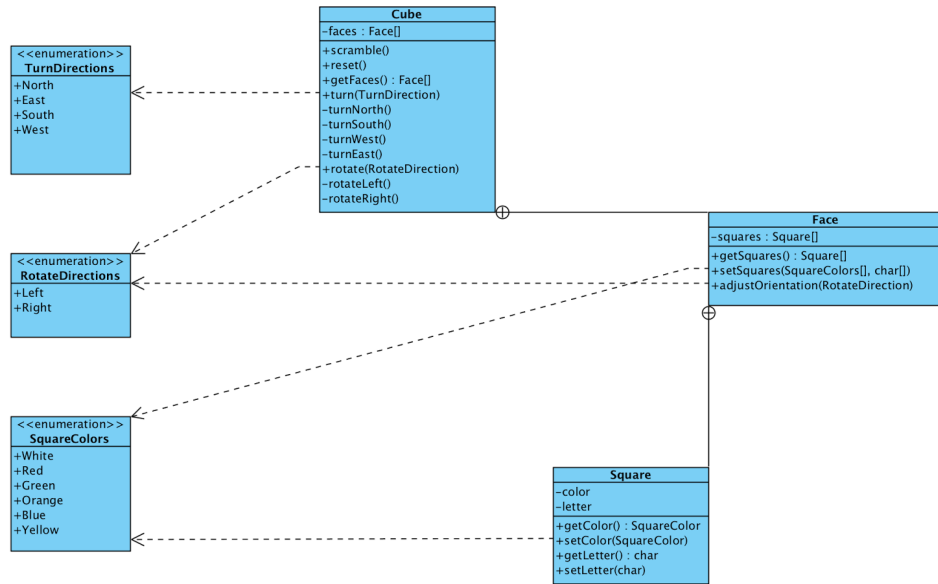 Cube
-faces : Face[]
+scramble()
+reset()
+getFaces() : Face[]
+turn(TurnDirection)
-turnNorth()
-turnSouth()
-turnWest()
-turnEast()
+rotate(RotateDirection)
-rotateLeft()
-rotateRight()
<<enumeration>>
TurnDirections
+North
+East
+South
+West
Face
-squares : Square[]
+getSquares() : Square[]
+setSquares(SquareColors[], char[])
+adjustOrientation(RotateDirection)
<<enumeration>>
RotateDirections
+Left
+Right
<<enumeration>>
SquareColors
+White
+Red
+Green
+Orange
+Blue
+Yellow
Square
-color
-letter
+getColor() : SquareColor
+setColor(SquareColor)
+getLetter() : char
+setLetter(char)